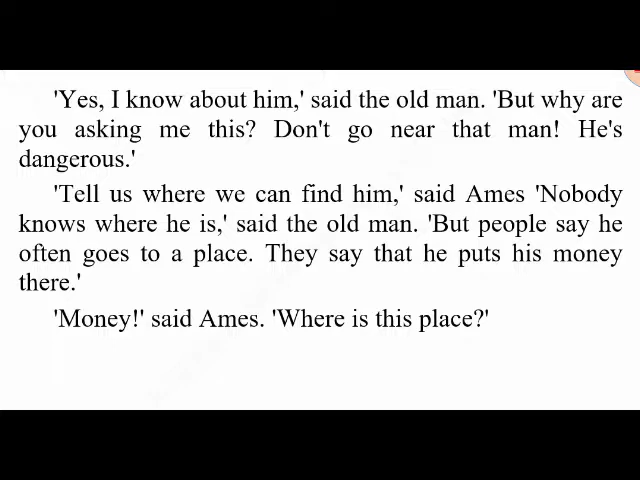 'Yes, I know about him,' said the old man. 'But why are
you asking me this? Don't go near that man! He's
dangerous.'
'Tell us where we can find him,' said Ames 'Nobody
knows where he is,' said the old man. 'But people say he
often goes to a place. They say that he puts his money
there.'
'Money!' said Ames. 'Where is this place?'